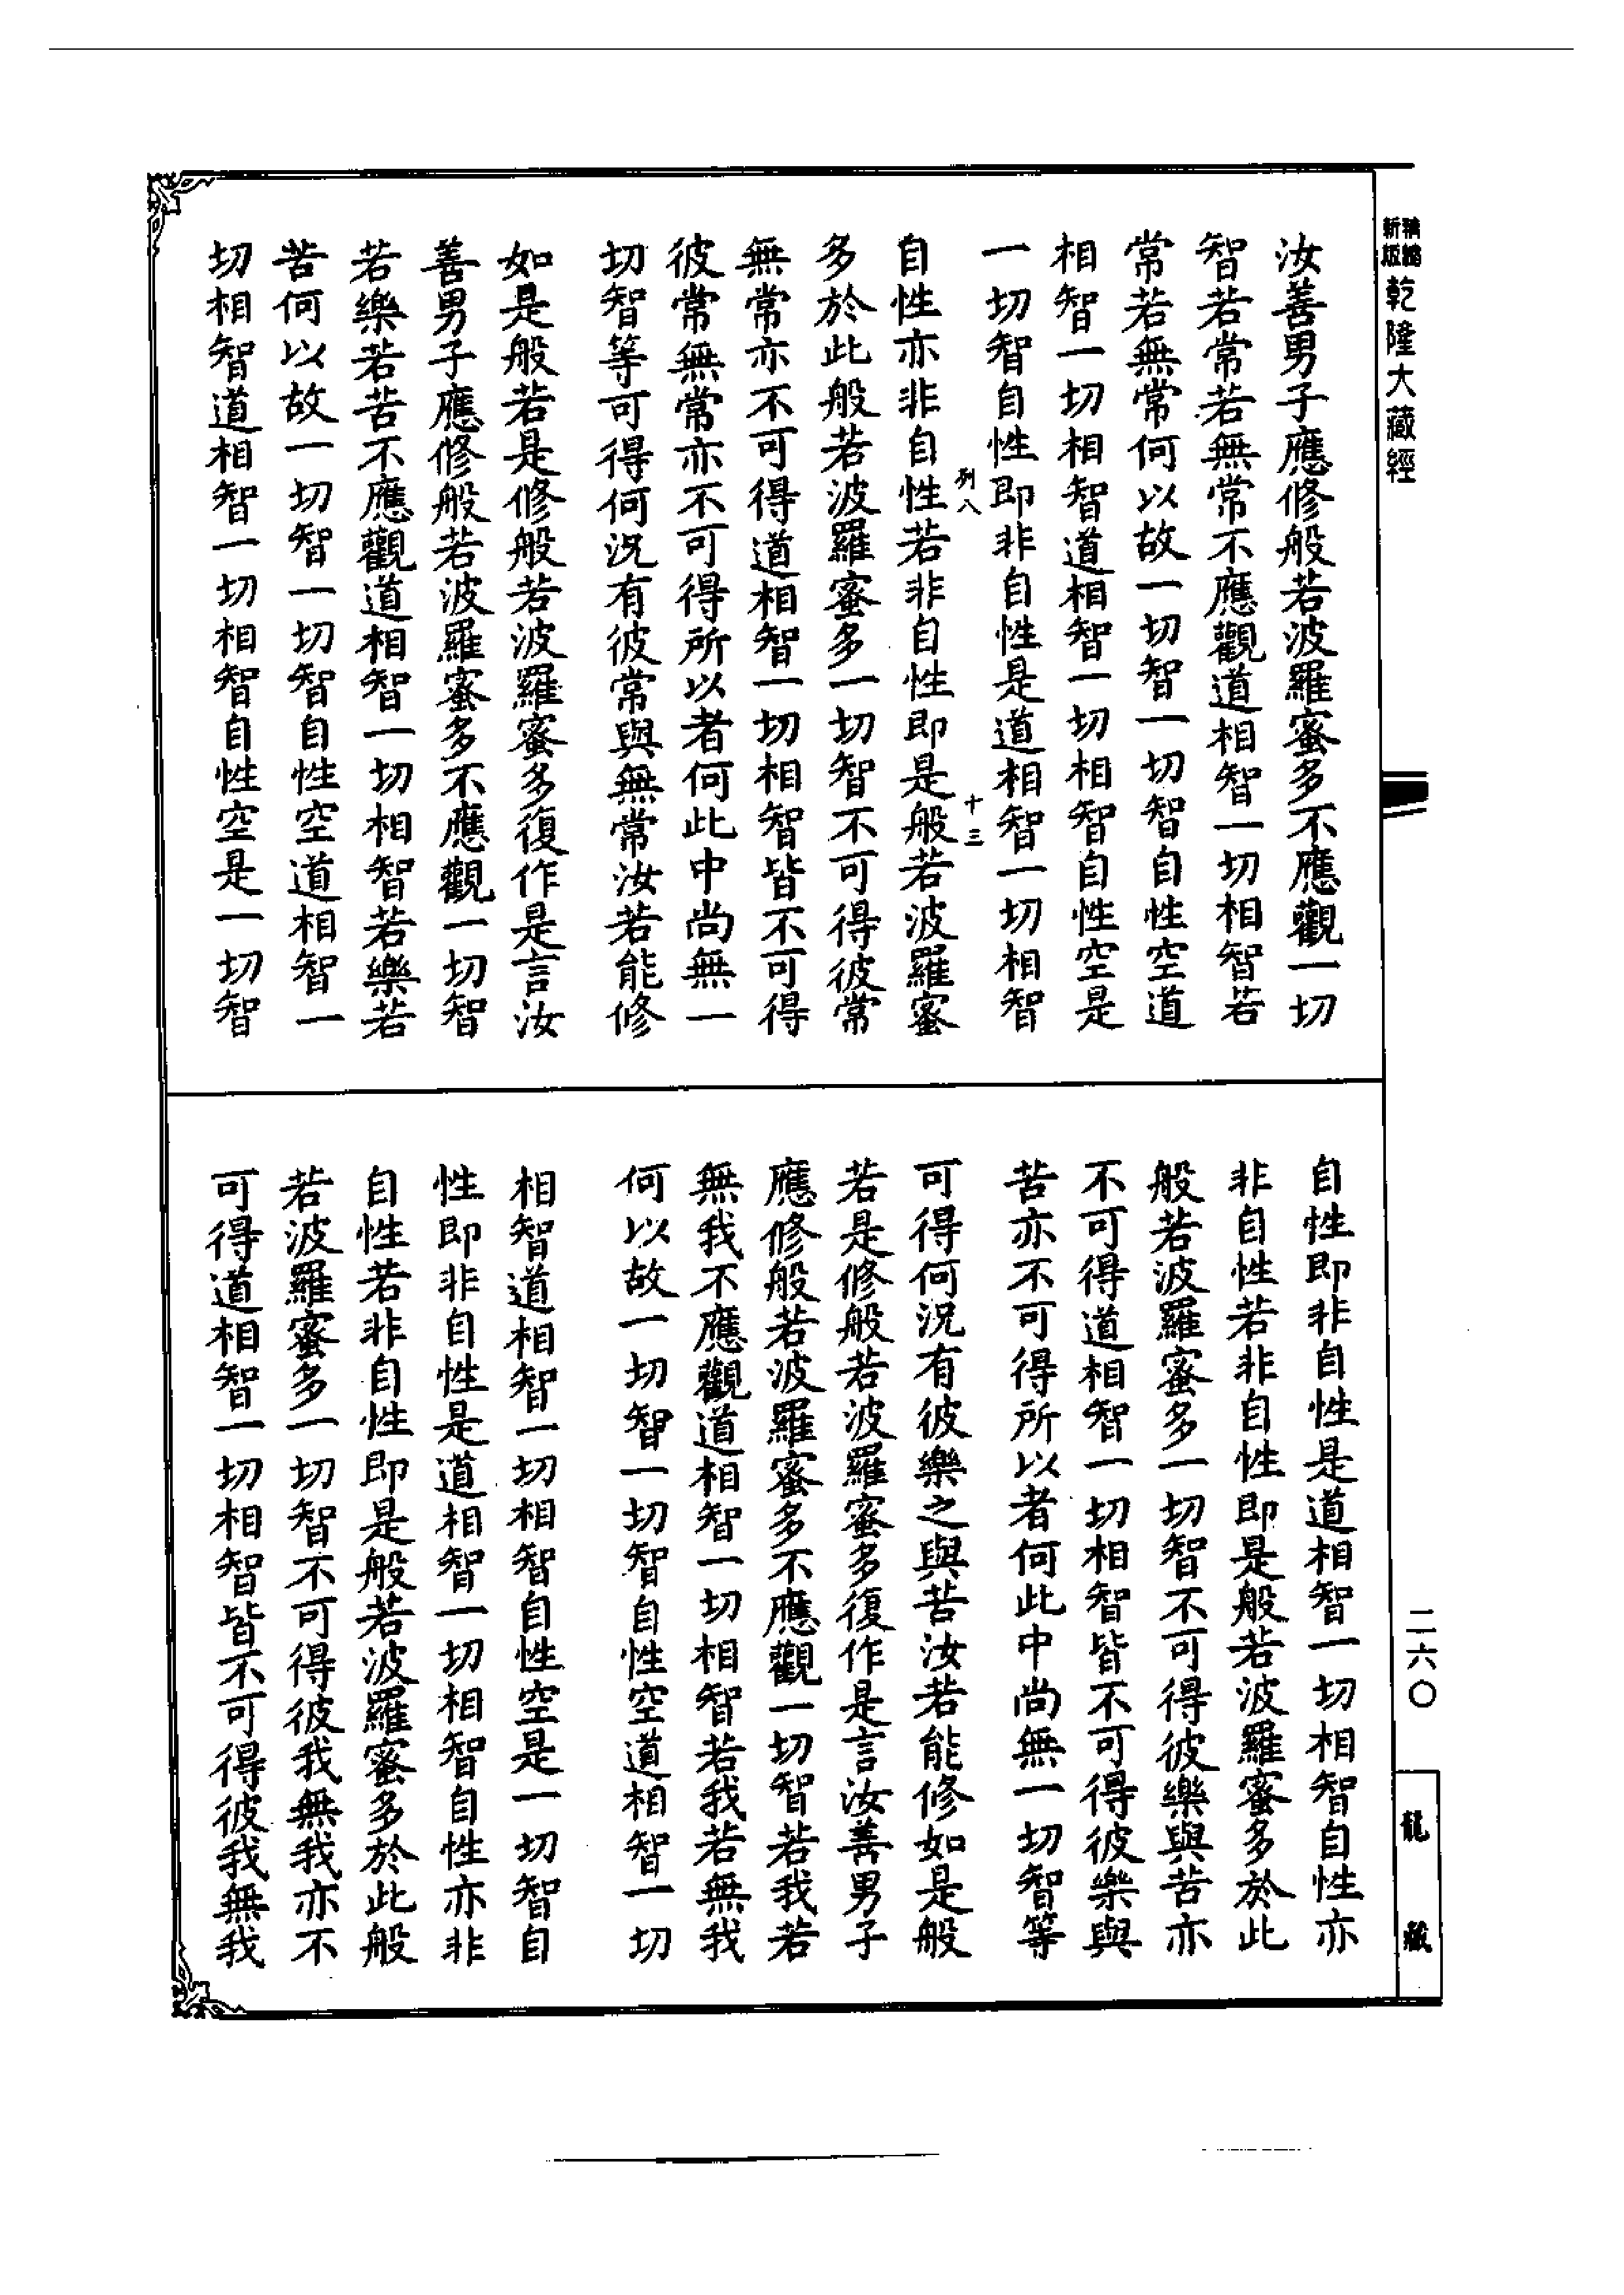 新版
乾隆大藏經
汝善男子應修般若波羅蜜多不應觀一切
智若常若無常不應觀道相智一切相智若
常若無常何以故一切智一切智自性空道
相智一切相智道相智一切相智自性空是
一切智自性即非自性是道相智一切相智
列八
十三
自性亦非自性若非自性即是般若波羅蜜
多於此般若波羅蜜多一切智不可得彼常
無常亦不可得道相智一切相智皆不可得
彼常無常亦不可得所以者何此中尚無一
切智等可得何況有彼常與無常汝若能修
如是般若是修般若波羅蜜多復作是言汝
善男子應修般若波羅蜜多不應觀一切智
若樂若苦不應觀道相智一切相智若樂若
苦何以故一切智一切智自性空道相智一
切相智道相智一切相智自性空是一切智
自性即非自性是道相智一切相智自性亦
非自性若非自性即是般若波羅蜜多於此
般若波羅蜜多一切智不可得彼樂與苦亦
不可得道相智一切相智皆不可得彼樂與
苦亦不可得所以者何此中尚無一切智等
可得何況有彼樂之與苦汝若能修如是般
若是修般若波羅蜜多復作是言汝善男子
應修般若波羅蜜多不應觀一切智若我若
無我不應觀道相智一切相智若我若無我
何以故一切智一切智自性空道相智一切
相智道相智一切相智自性空是一切智自
性即非自性是道相智一切相智自性亦非
自性若非自性即是般若波羅蜜多於此般
若波羅蜜多一切智不可得彼我無我亦不
可得道相智一切相智皆不可得彼我無我
二六〇
龍藏